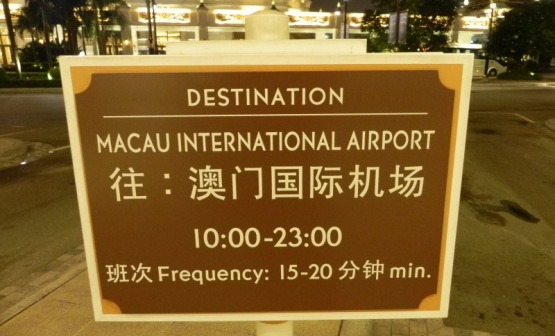 DESTINATION
MACAU INTERNATIONAL AIRPORT
往：澳门国际机场
10:00-23:00
班次 Frequency: 15-20 分钟 min.